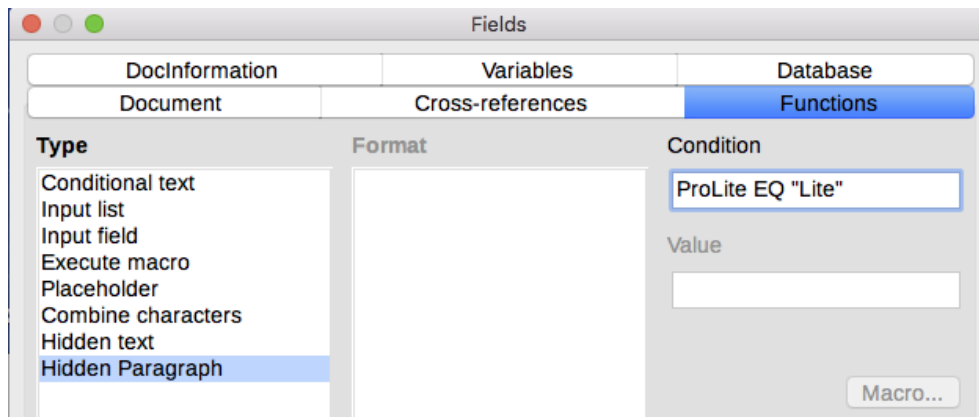 Fields
DocInformation Variables Database
Document Cross-references Functions
Type Format Condition
Conditional text
Input list
Input field
Execute macro
Placeholder
Combine characters
Hidden text
Hidden Paragraph
ProLite EQ "Lite"
Value
Macro...